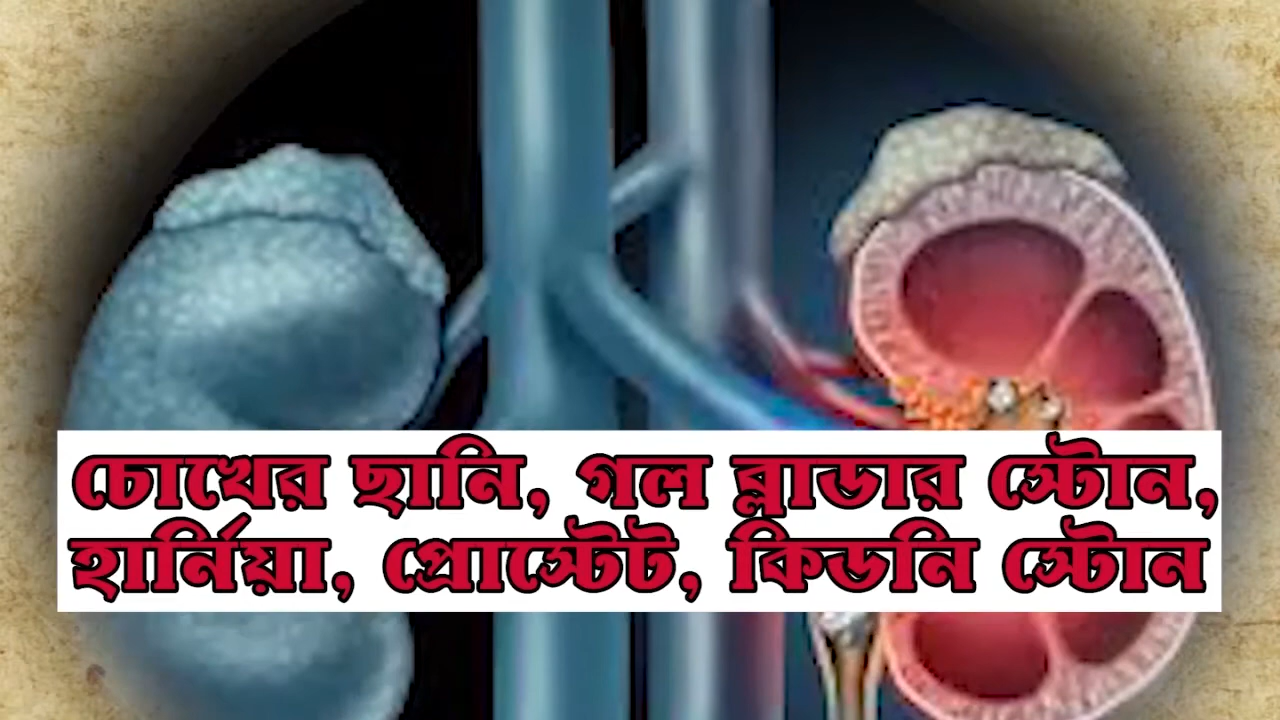 চোখের ছানি, গল ব্লাডার স্টোন,
হার্নিয়া, প্রোস্টেট, কিডনি স্টোন